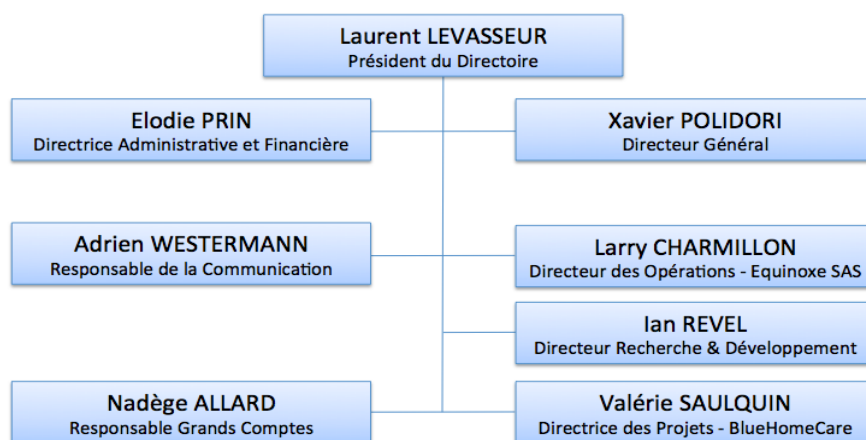 Laurent LEVASSEUR
Président du Directoire
Elodie PRIN
Directrice Administrative et Financière
Xavier POLIDORI
Directeur Général
Adrien WESTERMANN
Responsable de la Communication
Larry CHARMILLON
Directeur des Opérations - Equinoxe SAS
Ian REVEL
Directeur Recherche & Développement
Nadège ALLARD
Responsable Grands Comptes
Valérie SAULQUIN
Directrice des Projets - BlueHomeCare